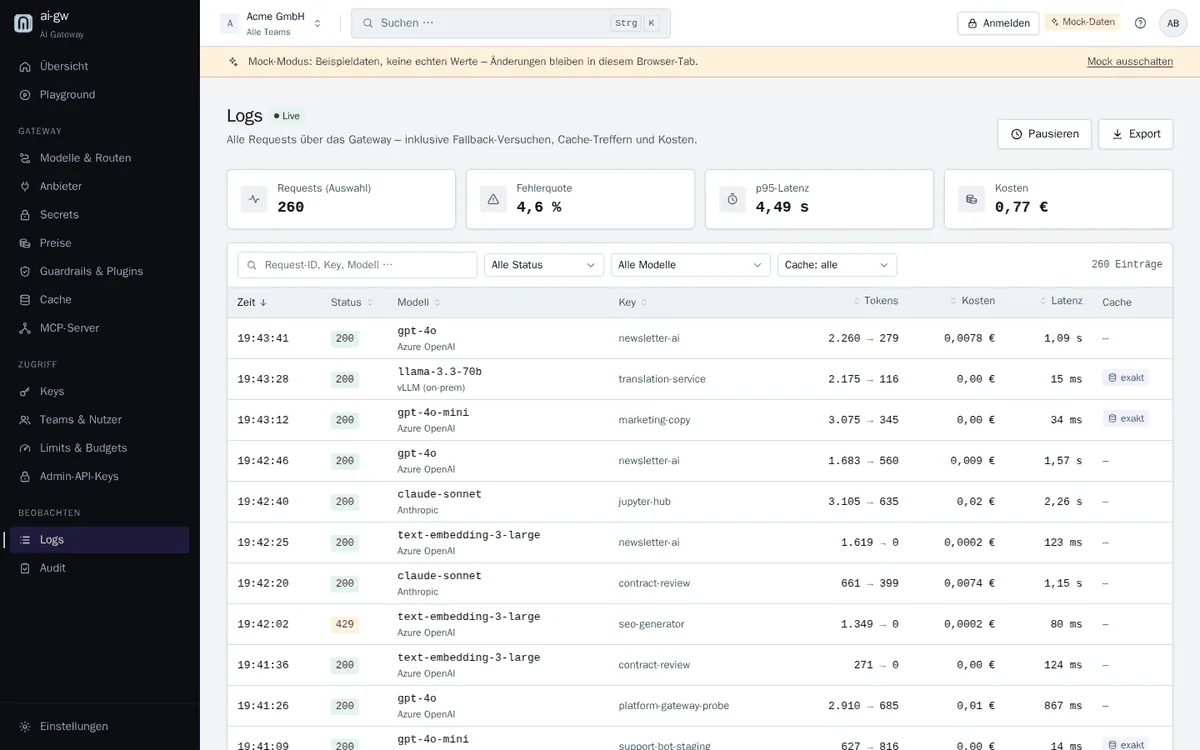 ai-gw
AI Gateway
Übersicht
Playground
GATEWAY
Modelle & Routen
Anbieter
Secrets
Preise
Guardrails & Plugins
Cache
MCP-Server
ZUGRIFF
Keys
Teams & Nutzer
Limits & Budgets
Admin-API-Keys
BEOBACHTEN
Logs
Audit
Einstellungen
A Acme GmbH
Alle Teams
Suchen ··· Strg K
Anmelden
Mock-Daten
AB
Mock-Modus: Beispieldaten, keine echten Werte – Änderungen bleiben in diesem Browser-Tab. Mock ausschalten
Logs Live
Alle Requests über das Gateway – inklusive Fallback-Versuchen, Cache-Treffern und Kosten.
Pausieren Export
Requests (Auswahl)
260
Fehlerquote
4,6 %
p95-Latenz
4,49 s
Kosten
0,77 €
Request-ID, Key, Modell ··· Alle Status Alle Modelle Cache: alle 260 Einträge
Zeit ↓ Status Modell Key Tokens Kosten Latenz Cache
19:43:41 200 gpt-4o newsletter-ai 2.260 → 279 0,0078 € 1,09 s –
Azure OpenAI
19:43:28 200 llama-3.3-70b translation-service 2.175 → 116 0,00 € 15 ms exakt
vLLM (on-prem)
19:43:12 200 gpt-4o-mini marketing-copy 3.075 → 345 0,00 € 34 ms exakt
Azure OpenAI
19:42:46 200 gpt-4o newsletter-ai 1.683 → 560 0,009 € 1,57 s –
Azure OpenAI
19:42:40 200 claude-sonnet jupyter-hub 3.105 → 635 0,02 € 2,26 s –
Anthropic
19:42:25 200 text-embedding-3-large newsletter-ai 1.619 → 0 0,0002 € 123 ms –
Azure OpenAI
19:42:20 200 claude-sonnet contract-review 661 → 399 0,0074 € 1,15 s –
Anthropic
19:42:02 429 text-embedding-3-large seo-generator 1.349 → 0 0,0002 € 80 ms –
Azure OpenAI
19:41:36 200 text-embedding-3-large contract-review 271 → 0 0,00 € 124 ms –
Azure OpenAI
19:41:26 200 gpt-4o platform-gateway-probe 2.910 → 685 0,01 € 867 ms –
Azure OpenAI
19:41:09 200 gpt-4o-mini support-bot-staging 627 → 816 0,00 € 14 ms exakt